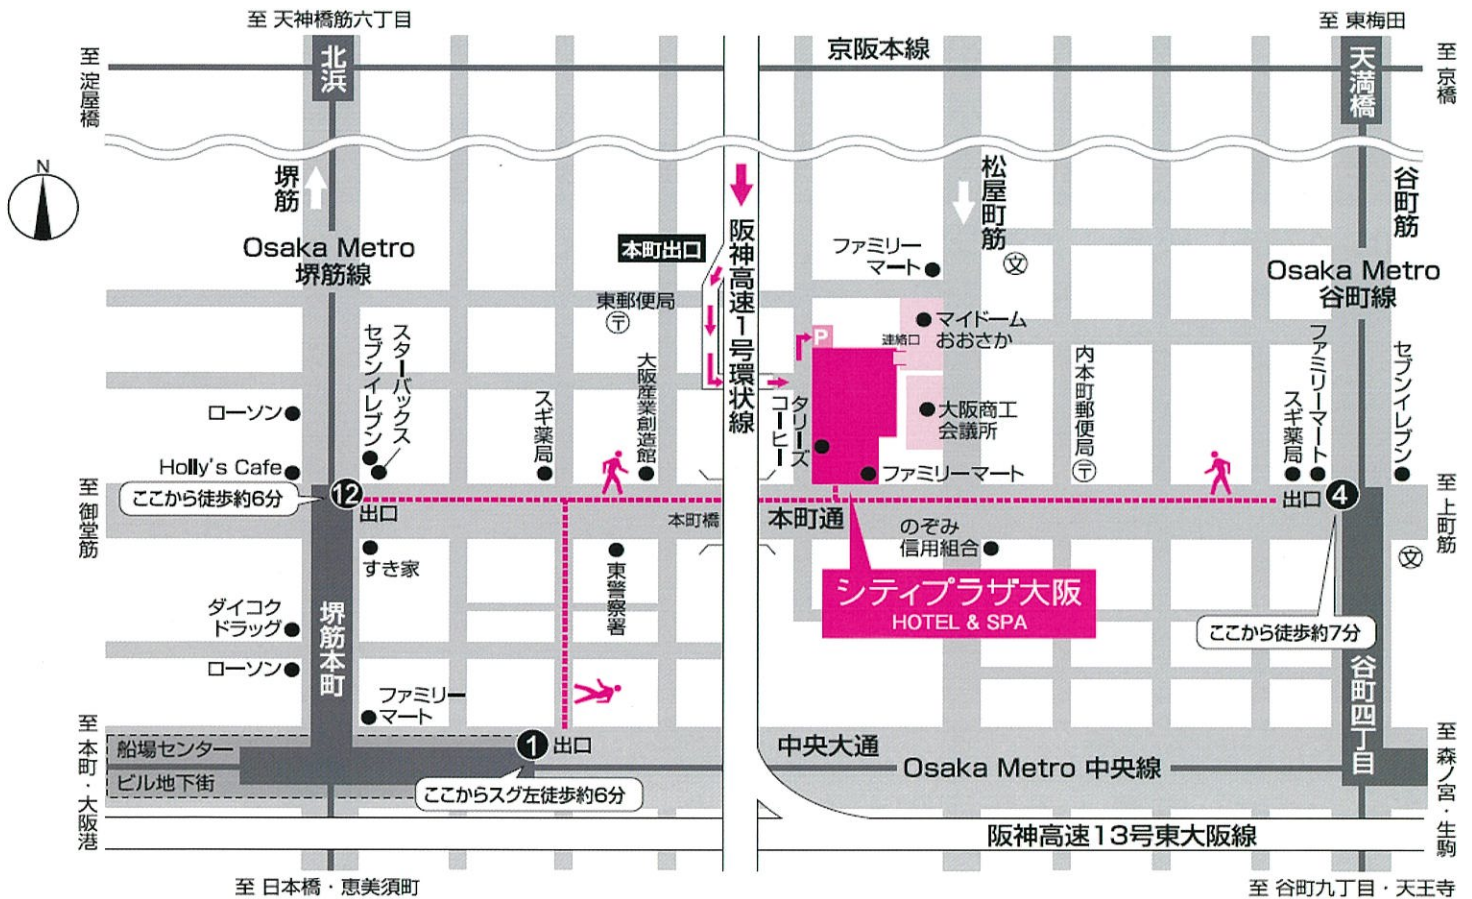 至 天神橋筋六丁目
至 東梅田
至 淀屋橋
北浜
京阪本線
天満橋
至 京橋
N
堺筋
松屋町筋
谷町筋
Osaka Metro
堺筋線
本町出口
阪神高速1号環状線
ファミリー
マート
文
Osaka Metro
谷町線
東郵便局
〒
P
連絡口
マイドーム
おおさか
セブンイレブン
スターバックス
スギ薬局
大阪産業創造館
タリーズ
コーヒー
大阪商工
会議所
内本町郵便局
〒
スギ薬局
ファミリーマート
セブンイレブン
ローソン
Holly's Cafe
ファミリーマート
至 御堂筋
ここから徒歩約6分
12
出口
本町橋
本町通
出口
4
至 上町筋
のぞみ
信用組合
すき家
東警察署
文
シティプラザ大阪
HOTEL & SPA
ダイコク
ドラッグ
ローソン
堺筋本町
ここから徒歩約7分
谷町四丁目
ファミリー
マート
至 本町・大阪港
船場センター
ビル地下街
1
出口
ここからスグ左徒歩約6分
中央大通
Osaka Metro 中央線
至 森ノ宮・生駒
阪神高速13号東大阪線
至 日本橋・恵美須町
至 谷町九丁目・天王寺